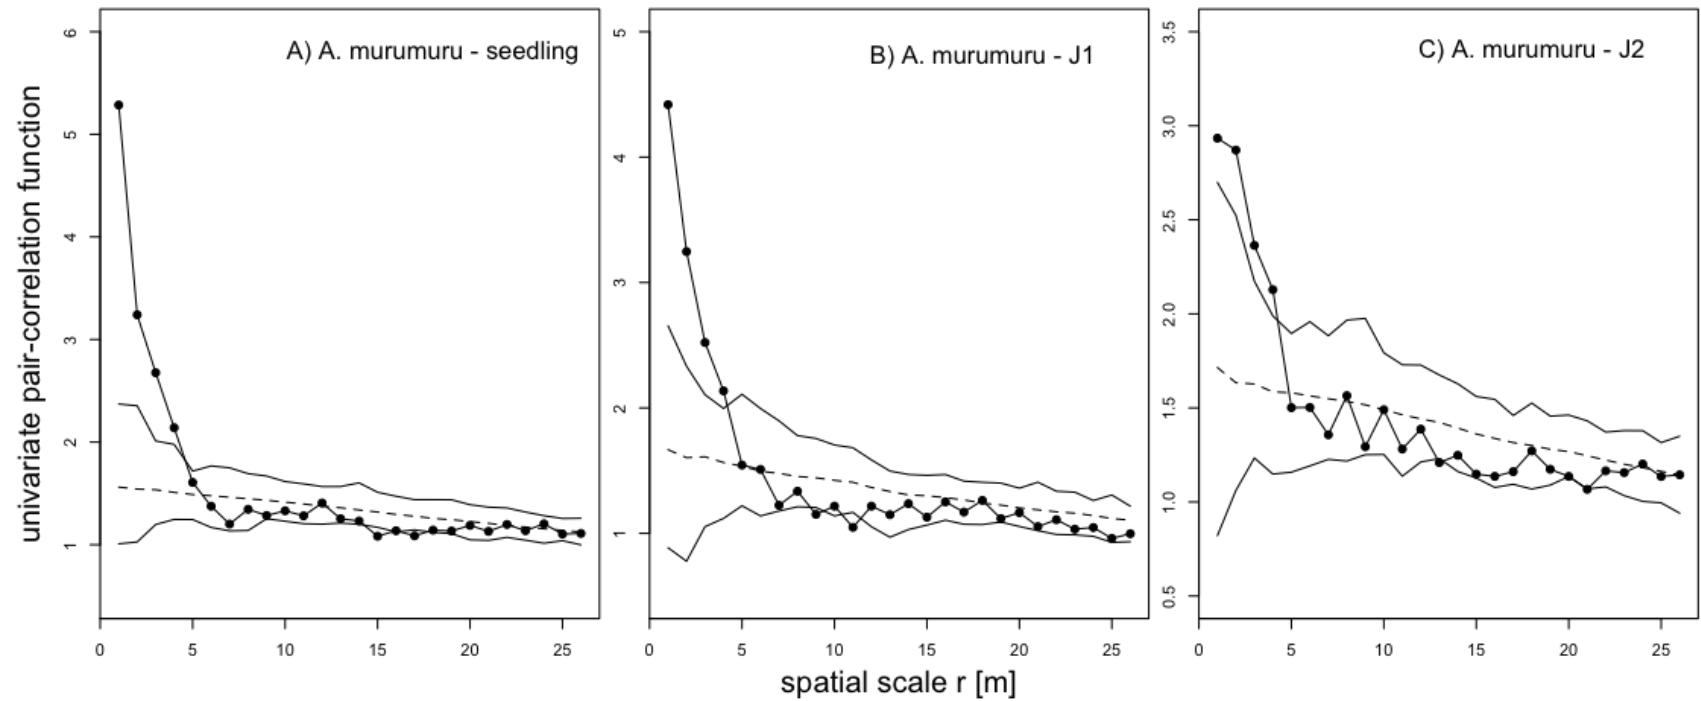 univariate pair-correlation function
A) A. murumuru - seedling
6
5
4
3
2
1
0 5 10 15 20 25
B) A. murumuru - J1
5
4
3
2
1
0 5 10 15 20 25
C) A. murumuru - J2
3.5
3.0
2.5
2.0
1.5
1.0
0.5
0 5 10 15 20 25
spatial scale r [m]